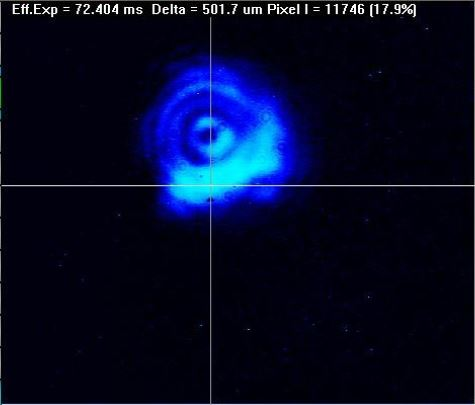 Eff.Exp = 72.404 ms Delta = 501.7 um Pixel I = 11746 (17.9%)